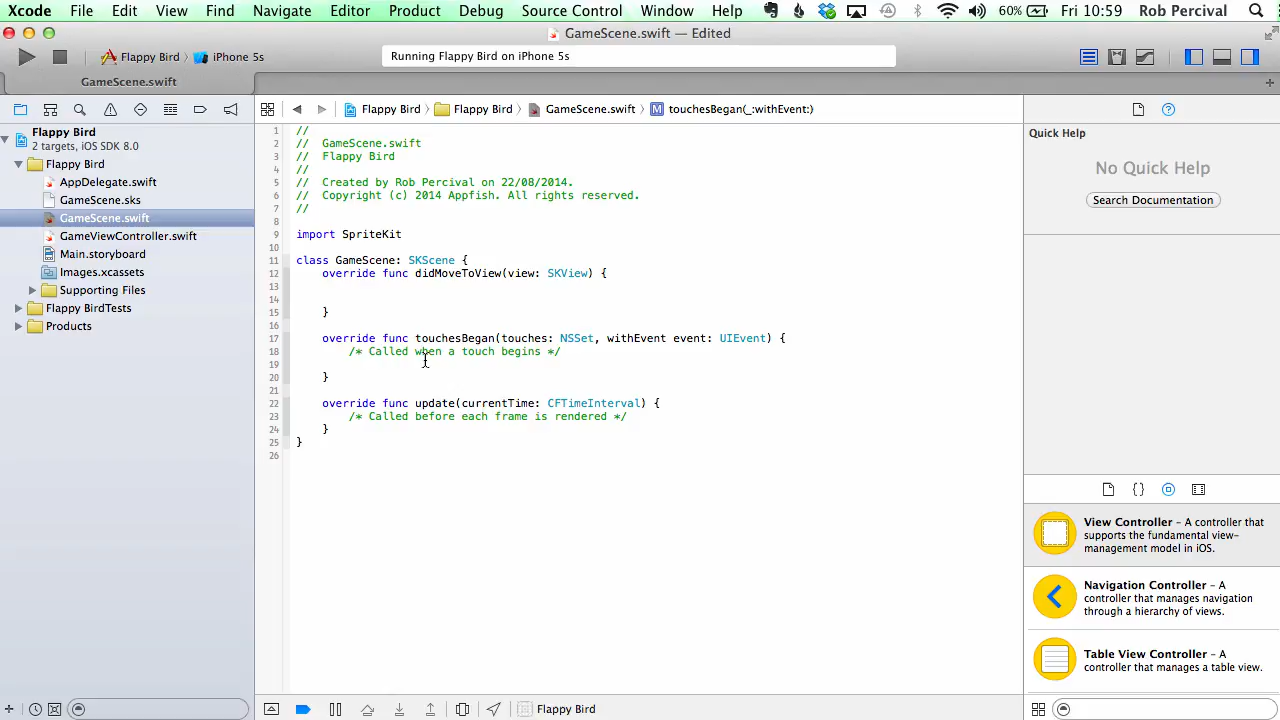 Xcode File Edit View Find Navigate Editor Product Debug Source Control Window Help 60% Fri 10:59 Rob Percival
GameScene.swift — Edited
Flappy Bird iPhone 5s Running Flappy Bird on iPhone 5s
GameScene.swift
Flappy Bird Flappy Bird GameScene.swift M touchesBegan(_:withEvent:)
Flappy Bird
2 targets, iOS SDK 8.0
Flappy Bird
AppDelegate.swift
GameScene.sks
GameScene.swift
GameViewController.swift
Main.storyboard
Images.xcassets
Supporting Files
Flappy BirdTests
Products
1 //
2 // GameScene.swift
3 // Flappy Bird
4 //
5 // Created by Rob Percival on 22/08/2014.
6 // Copyright (c) 2014 Appfish. All rights reserved.
7 //
8
9 import SpriteKit
10
11 class GameScene: SKScene {
12 override func didMoveToView(view: SKView) {
13
14
15 }
16
17 override func touchesBegan(touches: NSSet, withEvent event: UIEvent) {
18 /* Called when a touch begins */
19
20 }
21
22 override func update(currentTime: CFTimeInterval) {
23 /* Called before each frame is rendered */
24 }
25 }
26
Quick Help
No Quick Help
Search Documentation
{}
View Controller - A controller that
supports the fundamental view-
management model in iOS.
Navigation Controller - A
controller that manages navigation
through a hierarchy of views.
Table View Controller - A
controller that manages a table view.
Flappy Bird